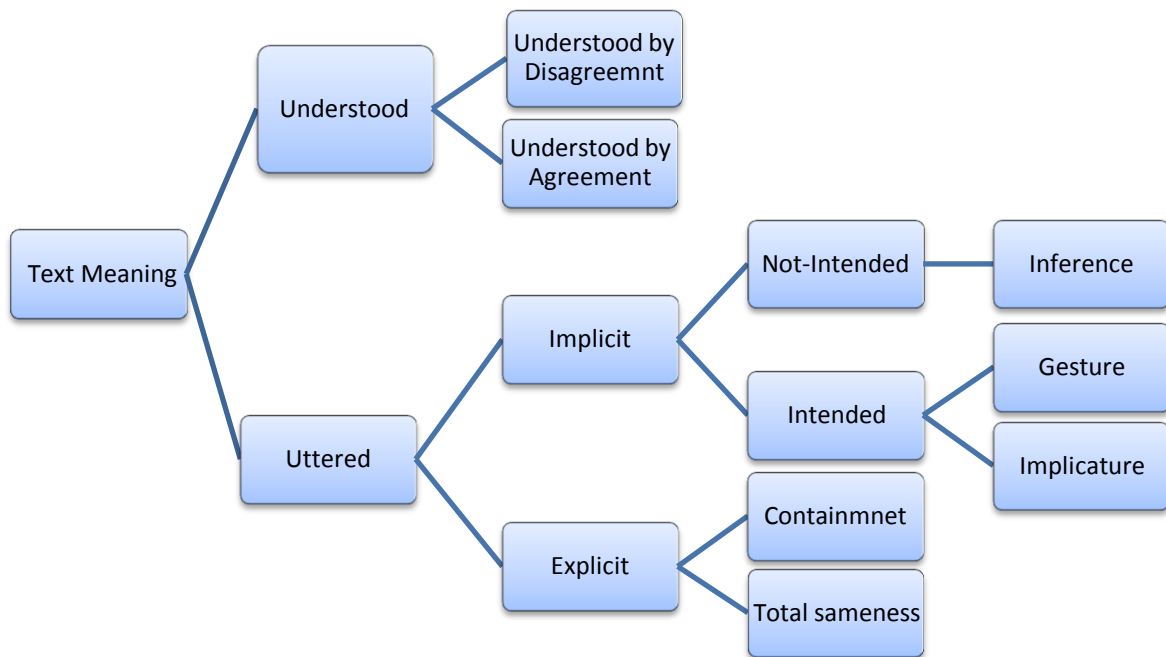 Understood by
Disagreemnt
Understood
Understood by
Agreement
Text Meaning
Not-Intended
Inference
Implicit
Gesture
Intended
Uttered
Implicature
Containmnet
Explicit
Total sameness